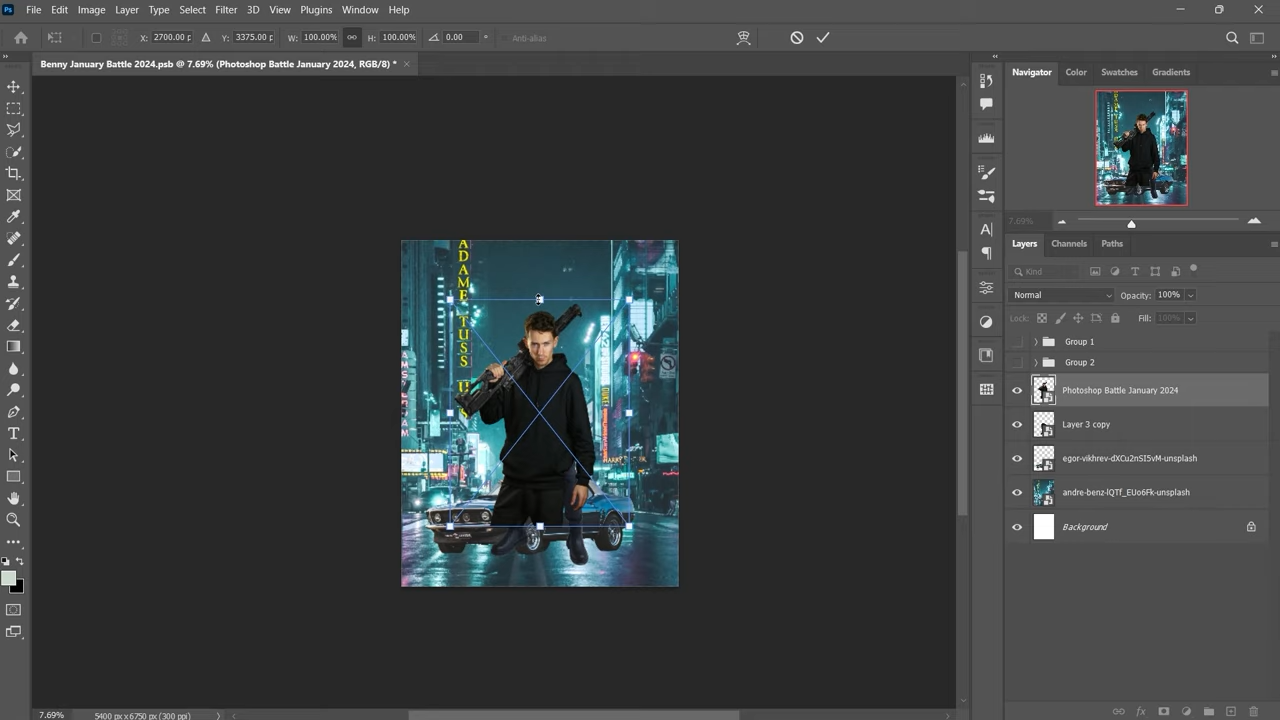 Ps File Edit Image Layer Type Select Filter 3D View Plugins Window Help
X: 2700.00 p Y: 3375.00 p W: 100.00% H: 100.00% 0.00 ° Anti-alias
Benny January Battle 2024.psb @ 7.69% (Photoshop Battle January 2024, RGB/8) * ×
Navigator Color Swatches Gradients
7.69%
Layers Channels Paths
Kind
Normal Opacity: 100%
Lock: Fill: 100%
Group 1
Group 2
Photoshop Battle January 2024
Layer 3 copy
egor-vikhrev-dXCu2nSI5vM-unsplash
andre-benz-lQTf_EUo6Fk-unsplash
Background
ADAME TUSS
7.69% 5400 px x 6750 px (300 ppi)